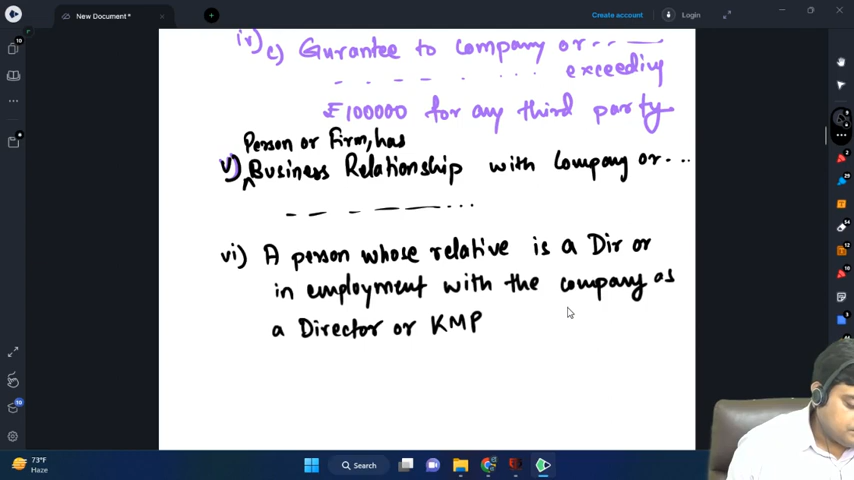 New Document*
Create account
Login
iv) c) Gurantee to company or
exceeding
₤100000 for any third party
Person or Firm, has
v) Business Relationship with Company or
vi) A person whose relative is a Dir or
in employment with the company as
a Director or KMP
73°F
Haze
Search